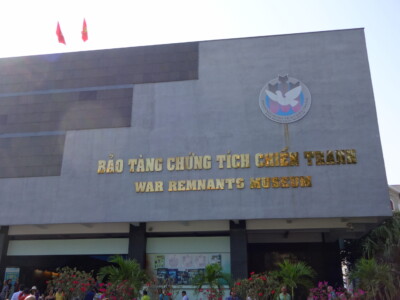 BẢO TÀNG CHỨNG TÍCH CHIẾN TRANH
WAR REMNANTS MUSEUM